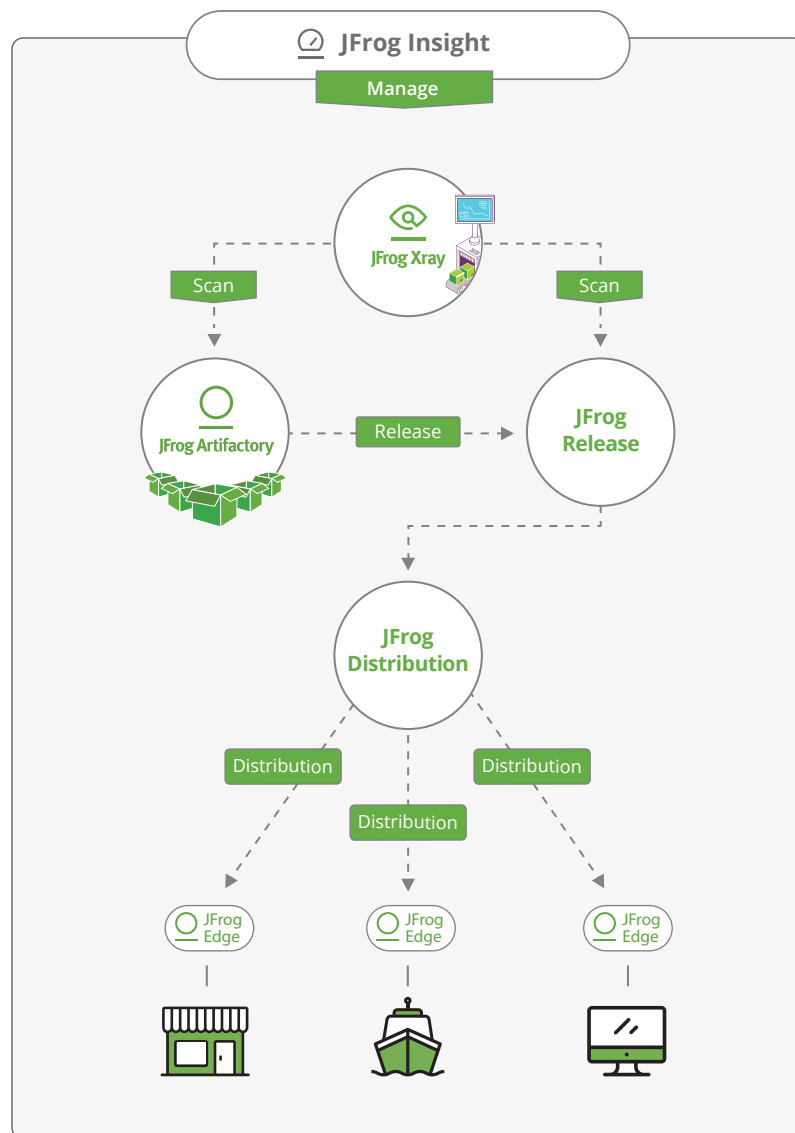 JFrog Insight
Manage
JFrog Xray
Scan
Scan
JFrog Artifactory
Release
JFrog
Release
JFrog
Distribution
Distribution
Distribution
Distribution
JFrog
Edge
JFrog
Edge
JFrog
Edge